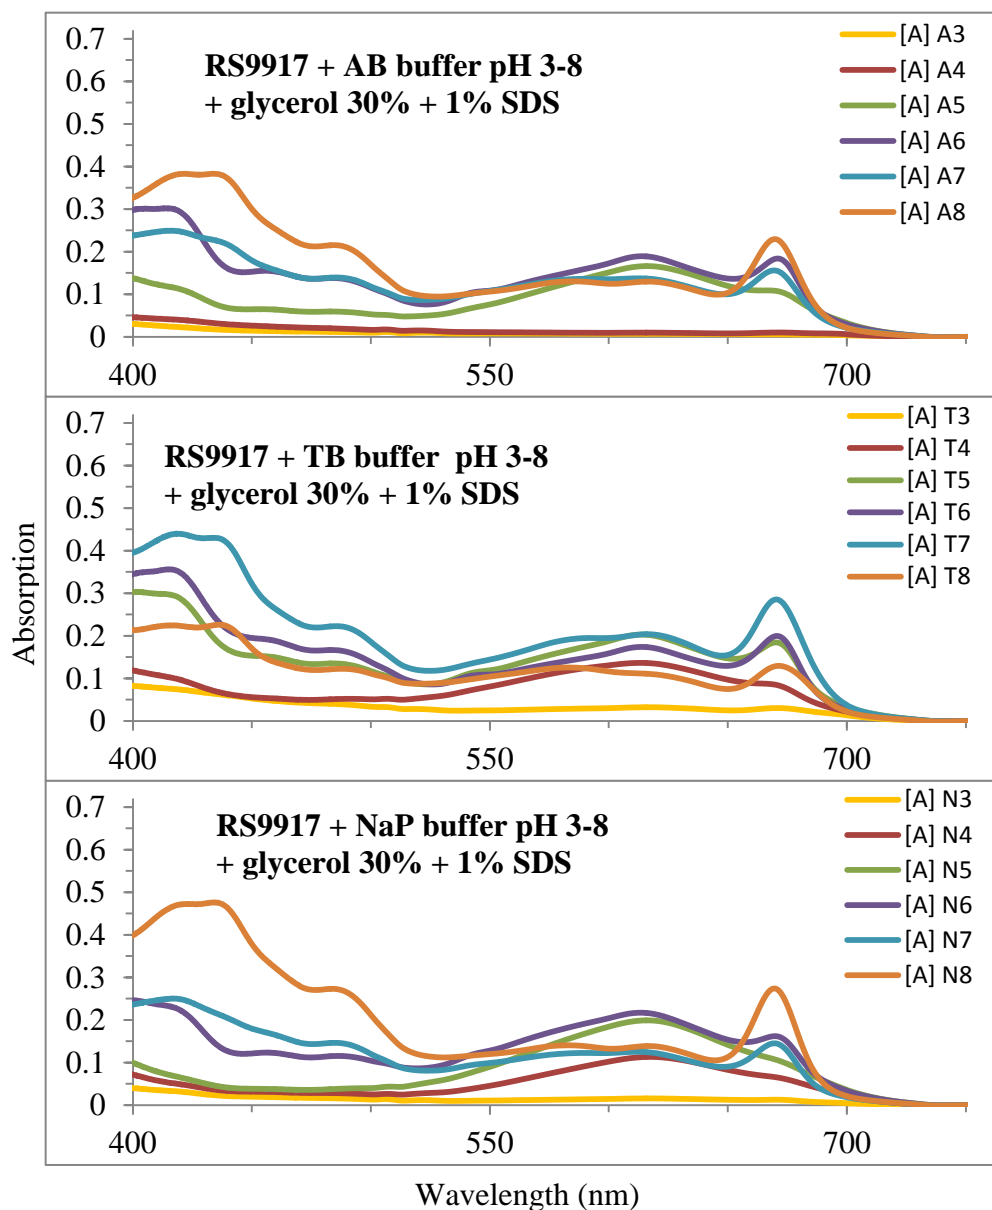 0.7
0.6
0.5
0.4
0.3
0.2
0.1
0
RS9917 + AB buffer pH 3-8
+ glycerol 30% + 1% SDS
[A] A3
[A] A4
[A] A5
[A] A6
[A] A7
[A] A8
400
550
700
0.7
0.6
0.5
0.4
0.3
0.2
0.1
0
RS9917 + TB buffer pH 3-8
+ glycerol 30% + 1% SDS
[A] T3
[A] T4
[A] T5
[A] T6
[A] T7
[A] T8
400
550
700
Absorption
0.7
0.6
0.5
0.4
0.3
0.2
0.1
0
RS9917 + NaP buffer pH 3-8
+ glycerol 30% + 1% SDS
[A] N3
[A] N4
[A] N5
[A] N6
[A] N7
[A] N8
400
550
700
Wavelength (nm)